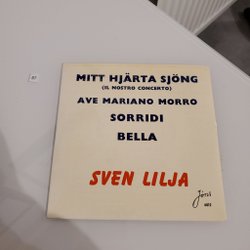 MITT HJÄRTA SJÖNG
(IL NOSTRO CONCERTO)
AVE MARIANO MORRO
SORRIDI
BELLA
SVEN LILJA